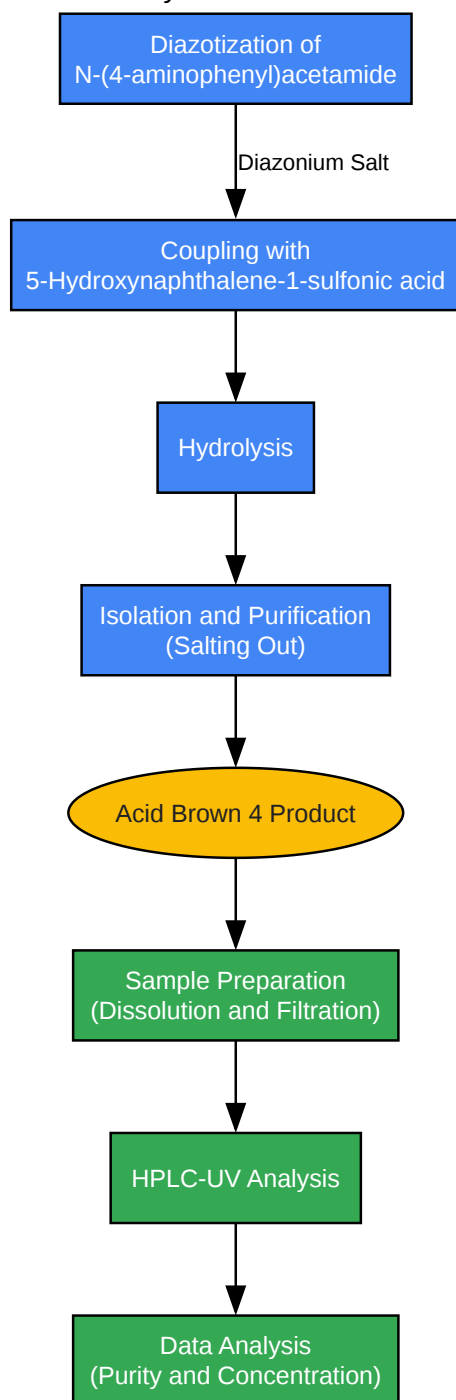 Diazotization of
N-(4-aminophenyl)acetamide
Diazonium Salt
Coupling with
5-Hydroxynaphthalene-1-sulfonic acid
Hydrolysis
Isolation and Purification
(Salting Out)
Acid Brown 4 Product
Sample Preparation
(Dissolution and Filtration)
HPLC-UV Analysis
Data Analysis
(Purity and Concentration)